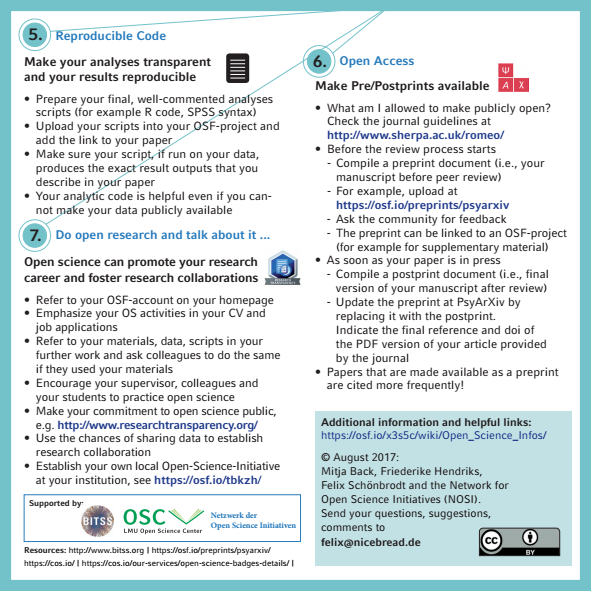 5. Reproducible Code
Make your analyses transparent
and your results reproducible
• Prepare your final, well-commented analyses
scripts (for example R code, SPSS syntax)
• Upload your scripts into your OSF-project and
add the link to your paper
• Make sure your script, if run on your data,
produces the exact result outputs that you
describe in your paper
• Your analytic code is helpful even if you can-
not make your data publicly available
7. Do open research and talk about it ...
Open science can promote your research
career and foster research collaborations
• Refer to your OSF-account on your homepage
• Emphasize your OS activities in your CV and
job applications
• Refer to your materials, data, scripts in your
further work and ask colleagues to do the same
if they used your materials
• Encourage your supervisor, colleagues and
your students to practice open science
• Make your commitment to open science public,
e.g. http://www.researchtransparency.org/
• Use the chances of sharing data to establish
research collaboration
• Establish your own local Open-Science-Initiative
at your institution, see https://osf.io/tbkzh/
Supported by:
BITSS
OSC
LMU Open Science Center
Netzwerk der
Open Science Initiativen
Resources: http://www.bitss.org | https://osf.io/preprints/psyarxiv/
https://cos.io/ | https://cos.io/our-services/open-science-badges-details/ |
6. Open Access
Make Pre/Postprints available
Ψ
A X
• What am I allowed to make publicly open?
Check the journal guidelines at
http://www.sherpa.ac.uk/romeo/
• Before the review process starts
- Compile a preprint document (i.e., your
manuscript before peer review)
- For example, upload at
https://osf.io/preprints/psyarxiv
- Ask the community for feedback
- The preprint can be linked to an OSF-project
(for example for supplementary material)
• As soon as your paper is in press
- Compile a postprint document (i.e., final
version of your manuscript after review)
- Update the preprint at PsyArXiv by
replacing it with the postprint.
Indicate the final reference and doi of
the PDF version of your article provided
by the journal
• Papers that are made available as a preprint
are cited more frequently!
Additional information and helpful links:
https://osf.io/x3s5c/wiki/Open_Science_Infos/
© August 2017:
Mitja Back, Friederike Hendriks,
Felix Schönbrodt and the Network for
Open Science Initiatives (NOSI).
Send your questions, suggestions,
comments to
felix@nicebread.de
cc
BY